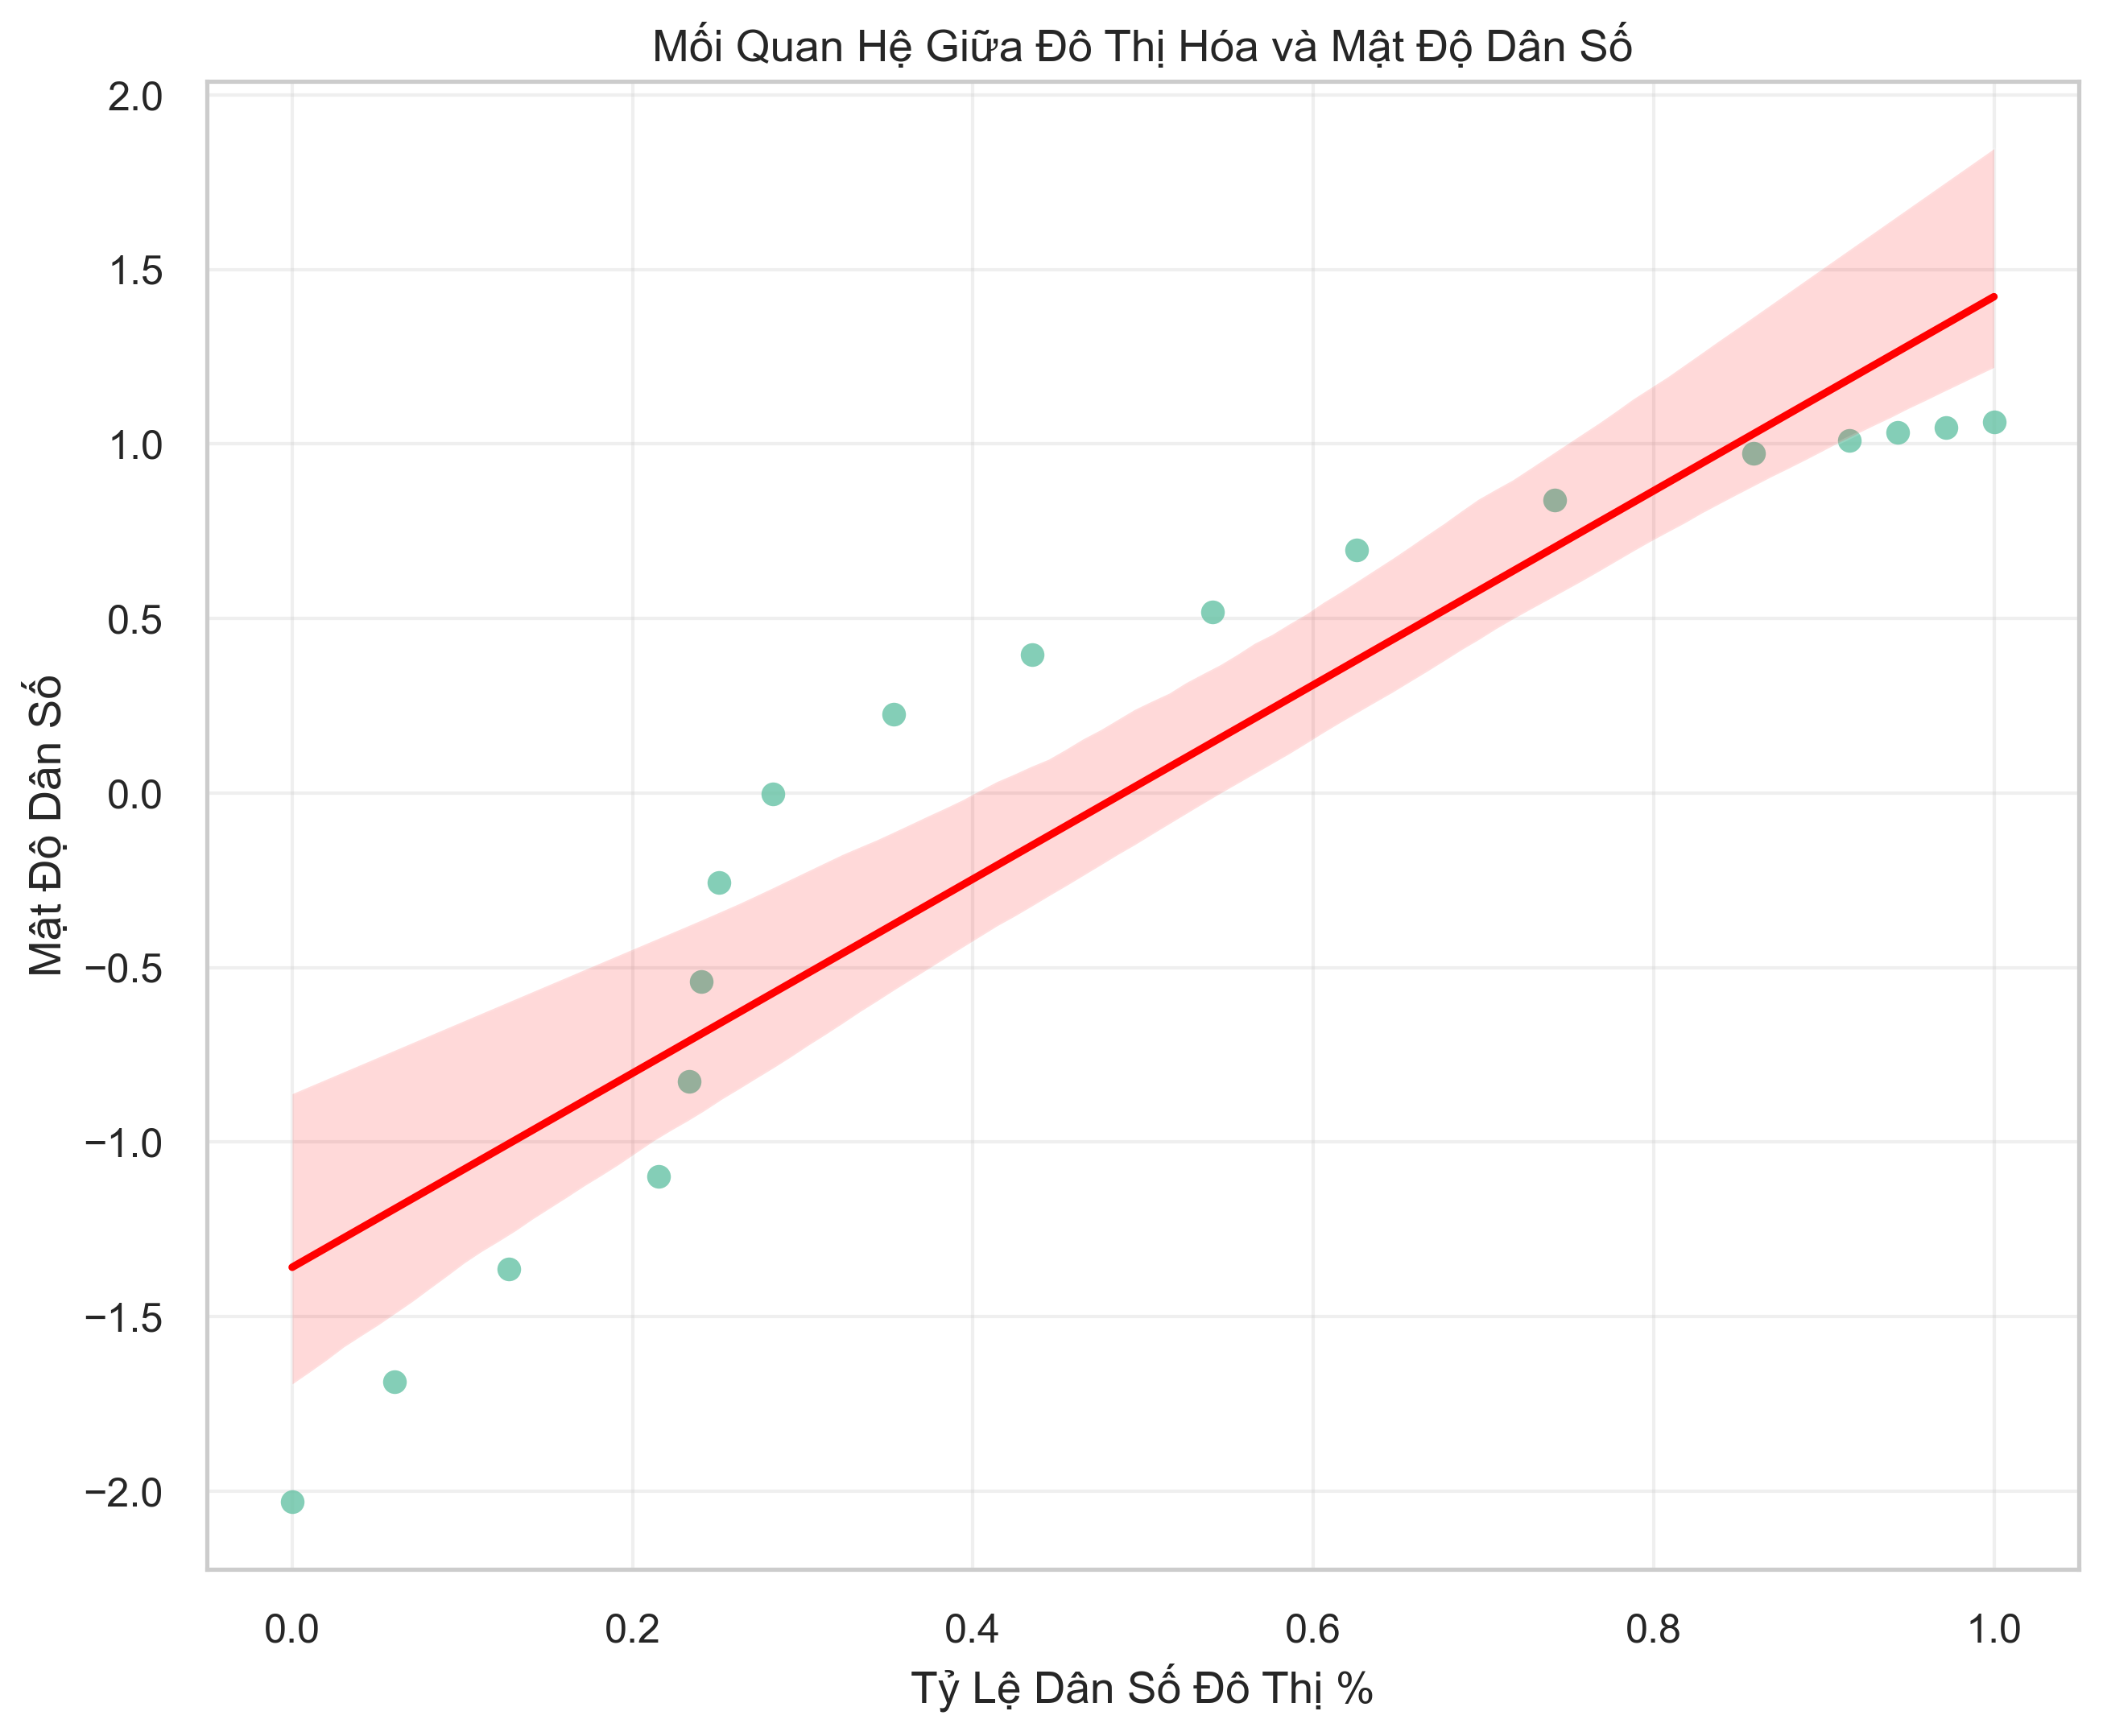 Mối Quan Hệ Giữa Đô Thị Hóa và Mật Độ Dân Số
2.0
1.5
1.0
0.5
0.0
−0.5
−1.0
−1.5
−2.0
Mật Độ Dân Số
0.0 0.2 0.4 0.6 0.8 1.0
Tỷ Lệ Dân Số Đô Thị %